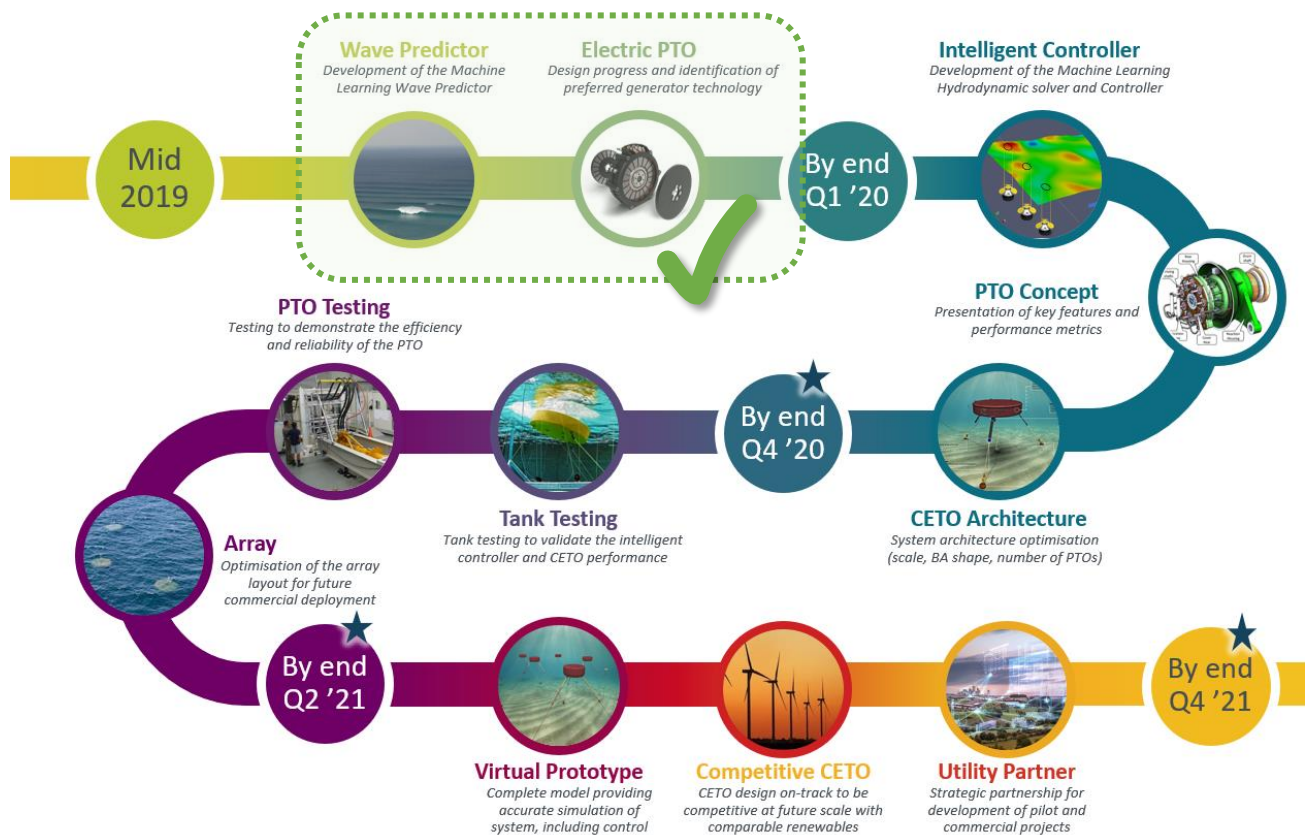 Wave Predictor
Development of the Machine
Learning Wave Predictor
Electric PTO
Design progress and identification of
preferred generator technology
Intelligent Controller
Development of the Machine Learning
Hydrodynamic solver and Controller
Mid
2019
By end
Q1 '20
PTO Concept
Presentation of key features and
performance metrics
PTO Testing
Testing to demonstrate the efficiency
and reliability of the PTO
By end
Q4 '20
Tank Testing
Tank testing to validate the intelligent
controller and CETO performance
CETO Architecture
System architecture optimisation
(scale, BA shape, number of PTOs)
Array
Optimisation of the array
layout for future
commercial deployment
By end
Q2 '21
By end
Q4 '21
Virtual Prototype
Complete model providing
accurate simulation of
system, including control
Competitive CETO
CETO design on-track to be
competitive at future scale with
comparable renewables
Utility Partner
Strategic partnership for
development of pilot and
commercial projects